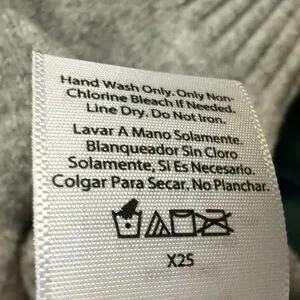 Hand Wash Only. Only Non-
Chlorine Bleach If Needed.
Line Dry. Do Not Iron.
Lavar A Mano Solamente.
Blanqueador Sin Cloro
Solamente, Si Es Necesario.
Colgar Para Secar. No Planchar.
X25